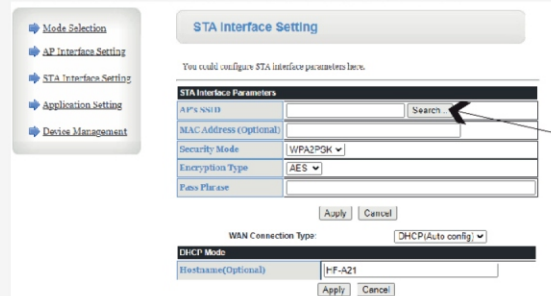 Mode Selection
AP Interface Setting
STA Interface Setting
Application Setting
Device Management
STA Interface Setting
You could configure STA interface parameters here.
STA Interface Parameters
AP's SSID Search...
MAC Address (Optional)
Security Mode WPA2PSK
Encryption Type AES
Pass Phrase
Apply Cancel
WAN Connection Type: DHCP(Auto config)
DHCP Mode
Hostname(Optional) HF-A21
Apply Cancel